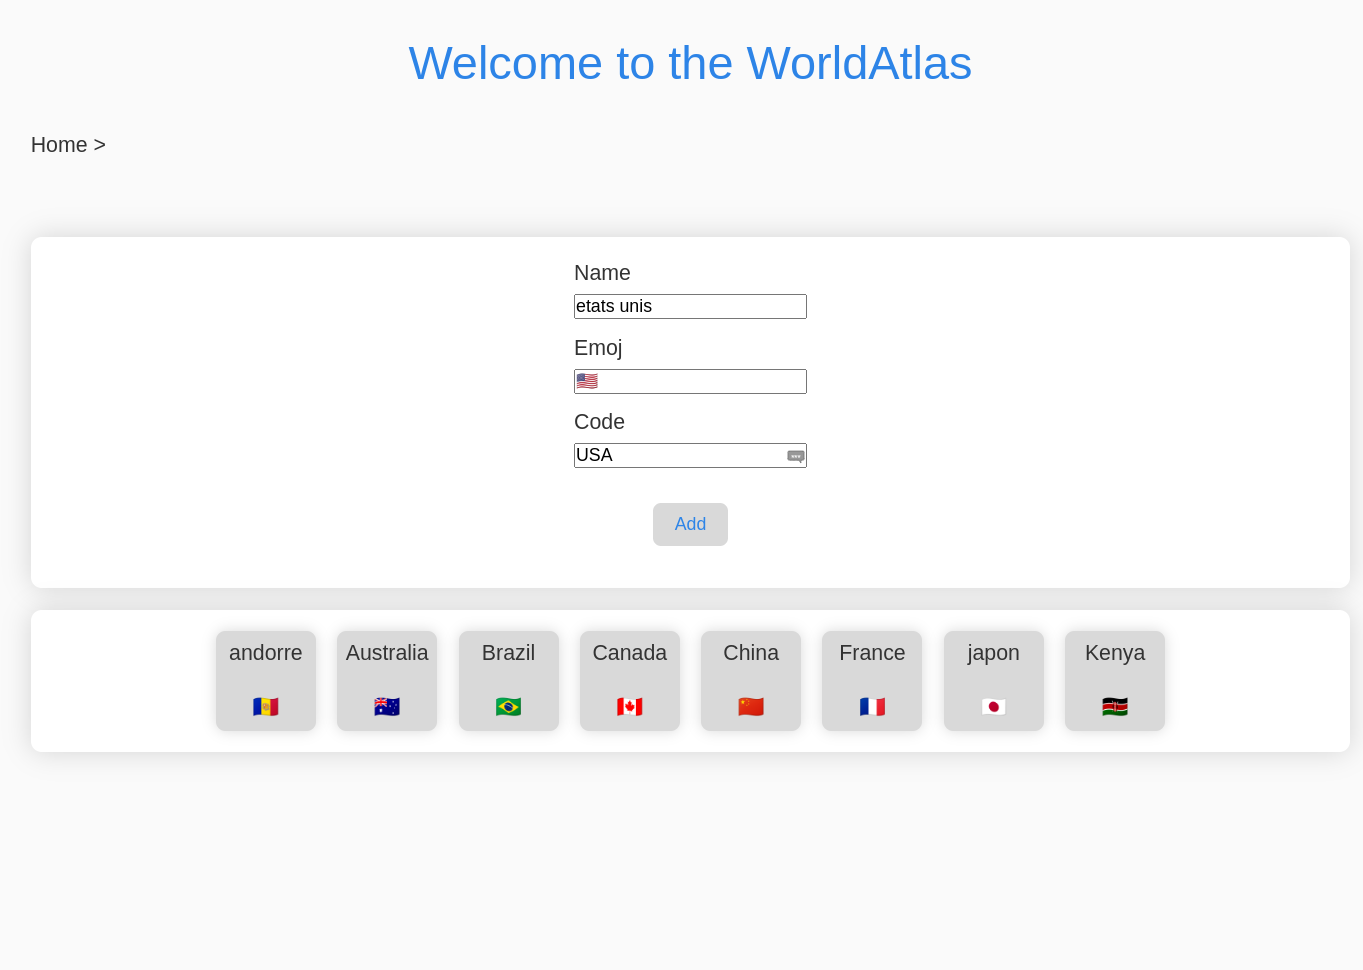 Welcome to the WorldAtlas
Home >
Name
etats unis
Emoj
🇺🇸
Code
USA
Add
andorre Australia Brazil Canada China France japon Kenya
🇦🇩 🇦🇺 🇧🇷 🇨🇦 🇨🇳 🇫🇷 🇯🇵 🇰🇪